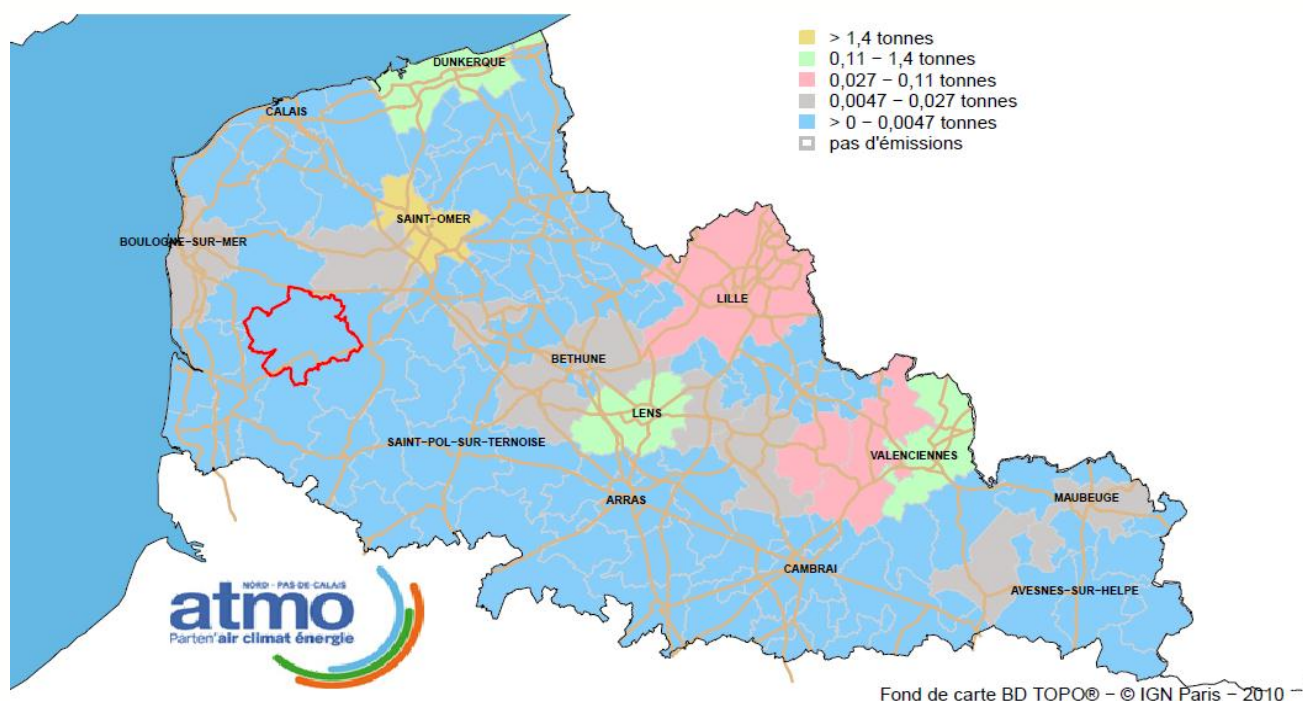 > 1,4 tonnes
0,11 − 1,4 tonnes
0,027 − 0,11 tonnes
0,0047 − 0,027 tonnes
> 0 − 0,0047 tonnes
pas d'émissions
DUNKERQUE
CALAIS
SAINT−OMER
BOULOGNE−SUR−MER
LILLE
BETHUNE
LENS
SAINT−POL−SUR−TERNOISE
VALENCIENNES
ARRAS
MAUBEUGE
CAMBRAI
AVESNES−SUR−HELPE
NORD - PAS-DE-CALAIS
atmo
Parten'air climat énergie
Fond de carte BD TOPO® − © IGN Paris − 2010